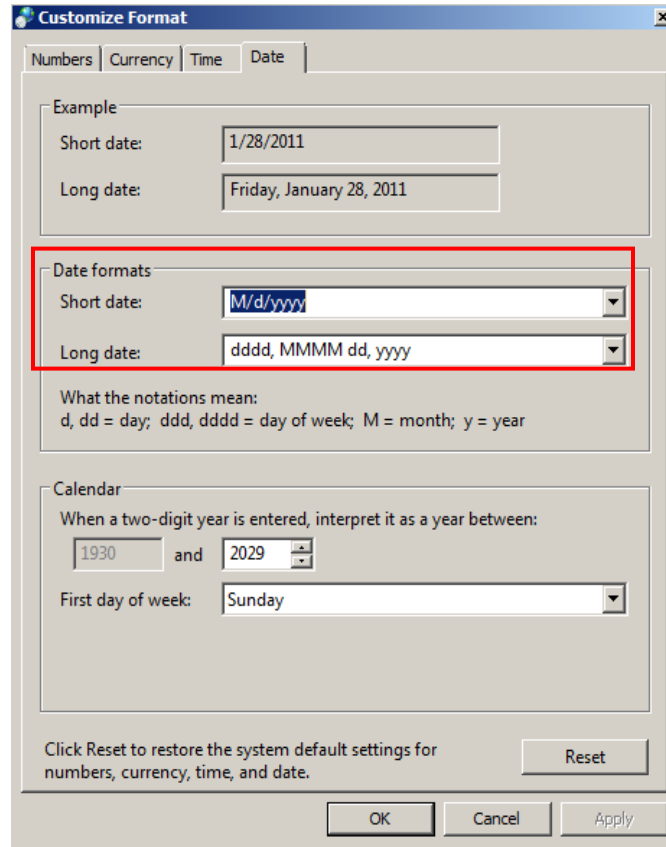 Customize Format
Numbers Currency Time Date
Example
Short date: 1/28/2011
Long date: Friday, January 28, 2011
Date formats
Short date: M/d/yyyy
Long date: dddd, MMMM dd, yyyy
What the notations mean:
d, dd = day; ddd, dddd = day of week; M = month; y = year
Calendar
When a two-digit year is entered, interpret it as a year between:
1930 and 2029
First day of week: Sunday
Click Reset to restore the system default settings for
numbers, currency, time, and date.
Reset
OK Cancel Apply